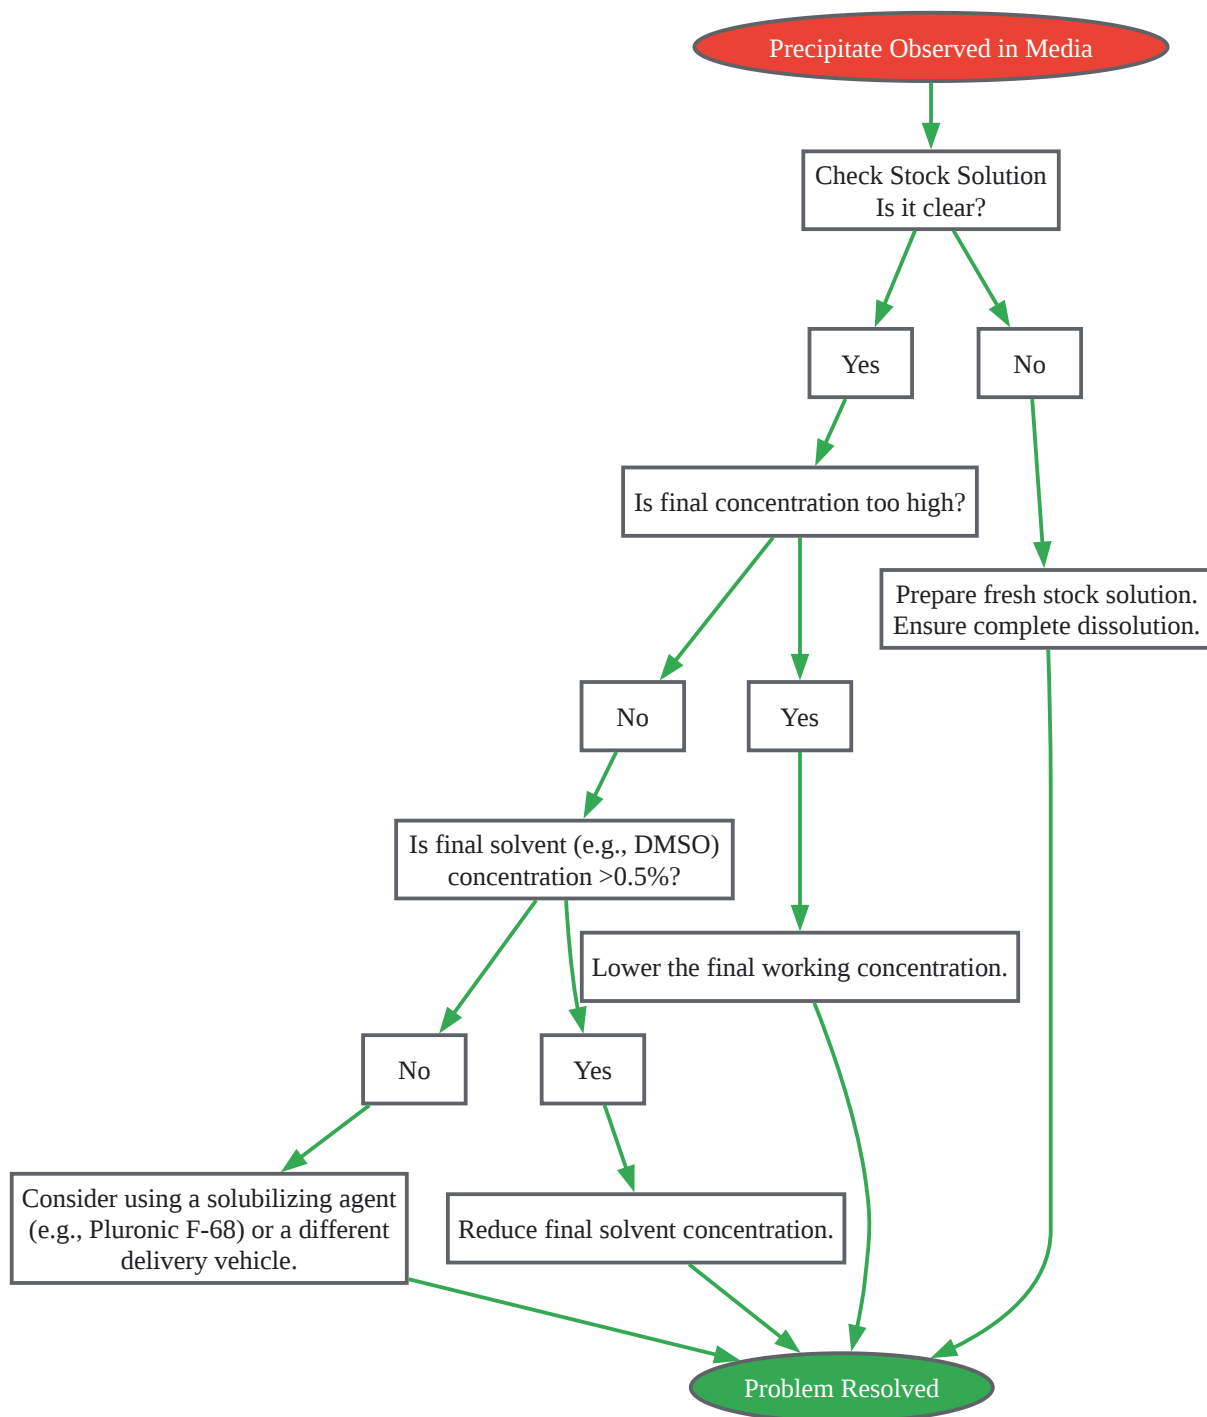 Precipitate Observed in Media
Check Stock Solution
Is it clear?
Yes
No
Is final concentration too high?
Prepare fresh stock solution.
Ensure complete dissolution.
No
Yes
Is final solvent (e.g., DMSO)
concentration >0.5%?
Lower the final working concentration.
No
Yes
Consider using a solubilizing agent
(e.g., Pluronic F-68) or a different
delivery vehicle.
Reduce final solvent concentration.
Problem Resolved